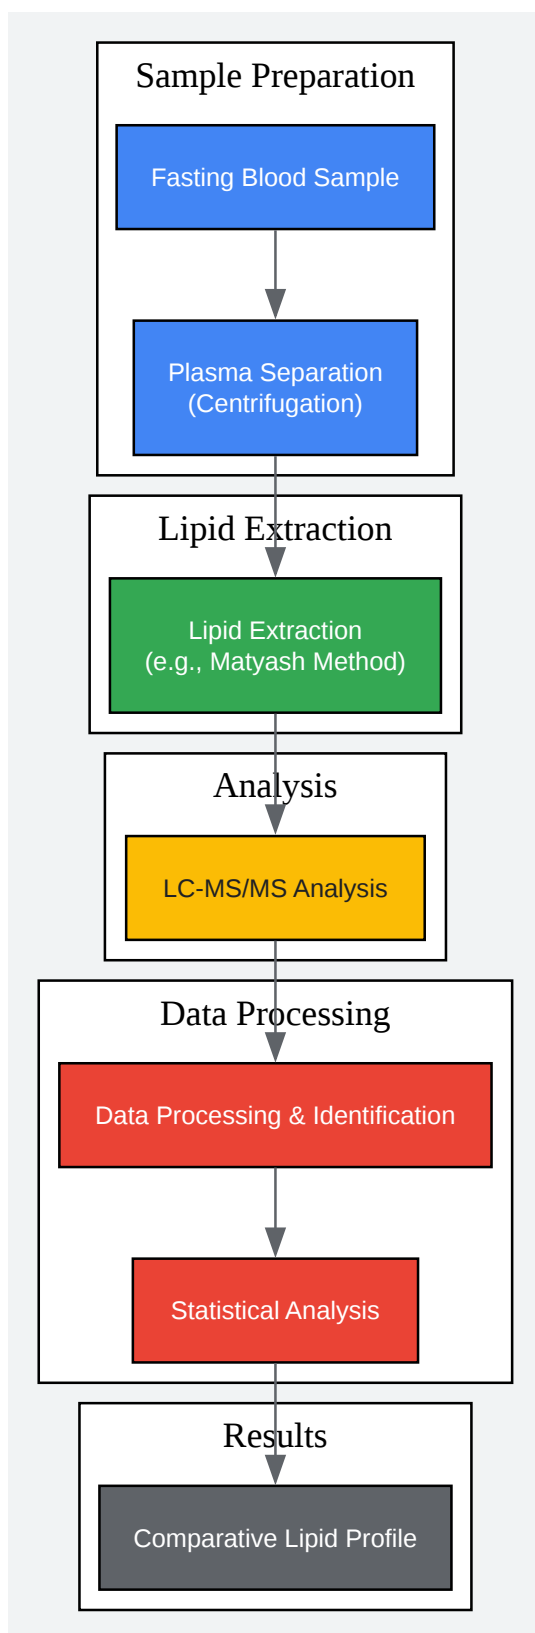 Sample Preparation
Fasting Blood Sample
Plasma Separation
(Centrifugation)
Lipid Extraction
Lipid Extraction
(e.g., Matyash Method)
Analysis
LC-MS/MS Analysis
Data Processing
Data Processing & Identification
Statistical Analysis
Results
Comparative Lipid Profile